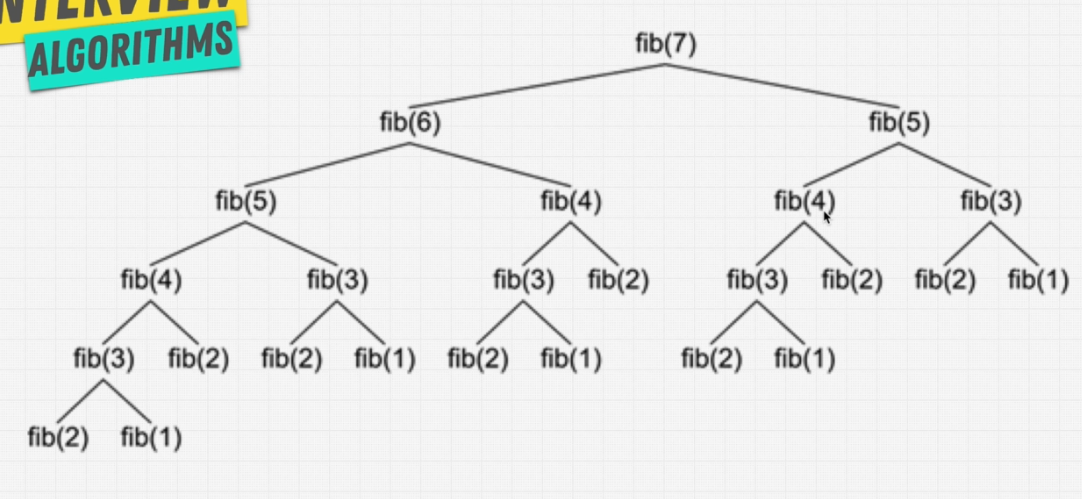 INTERVIEW
ALGORITHMS
fib(7)
fib(6) fib(5)
fib(5) fib(4) fib(4) fib(3)
fib(4) fib(3) fib(3) fib(2) fib(3) fib(2) fib(2) fib(1)
fib(3) fib(2) fib(2) fib(1) fib(2) fib(1) fib(2) fib(1)
fib(2) fib(1)